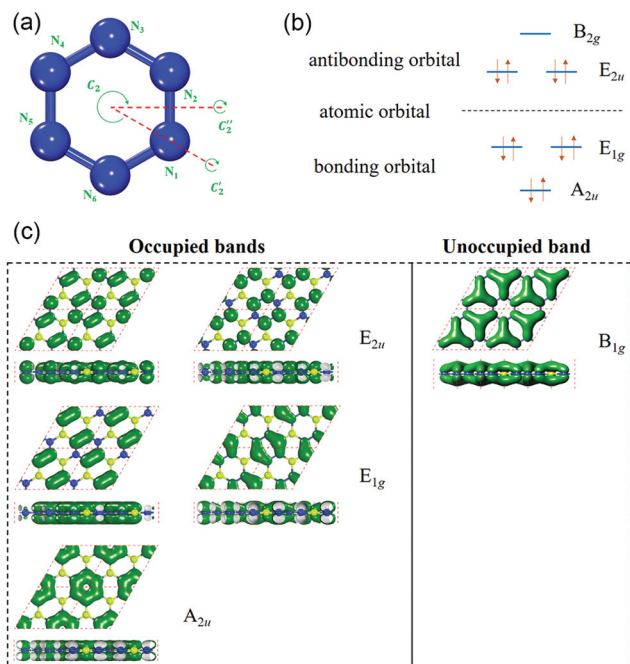 (a)
N₃
N₄
C₂
N₂
C₂′′
N₅
C₂′
N₁
N₆
(b)
B₂g
antibonding orbital
E₂u
atomic orbital
E₁g
bonding orbital
A₂u
(c)
Occupied bands
Unoccupied band
E₂u
B₁g
E₁g
A₂u